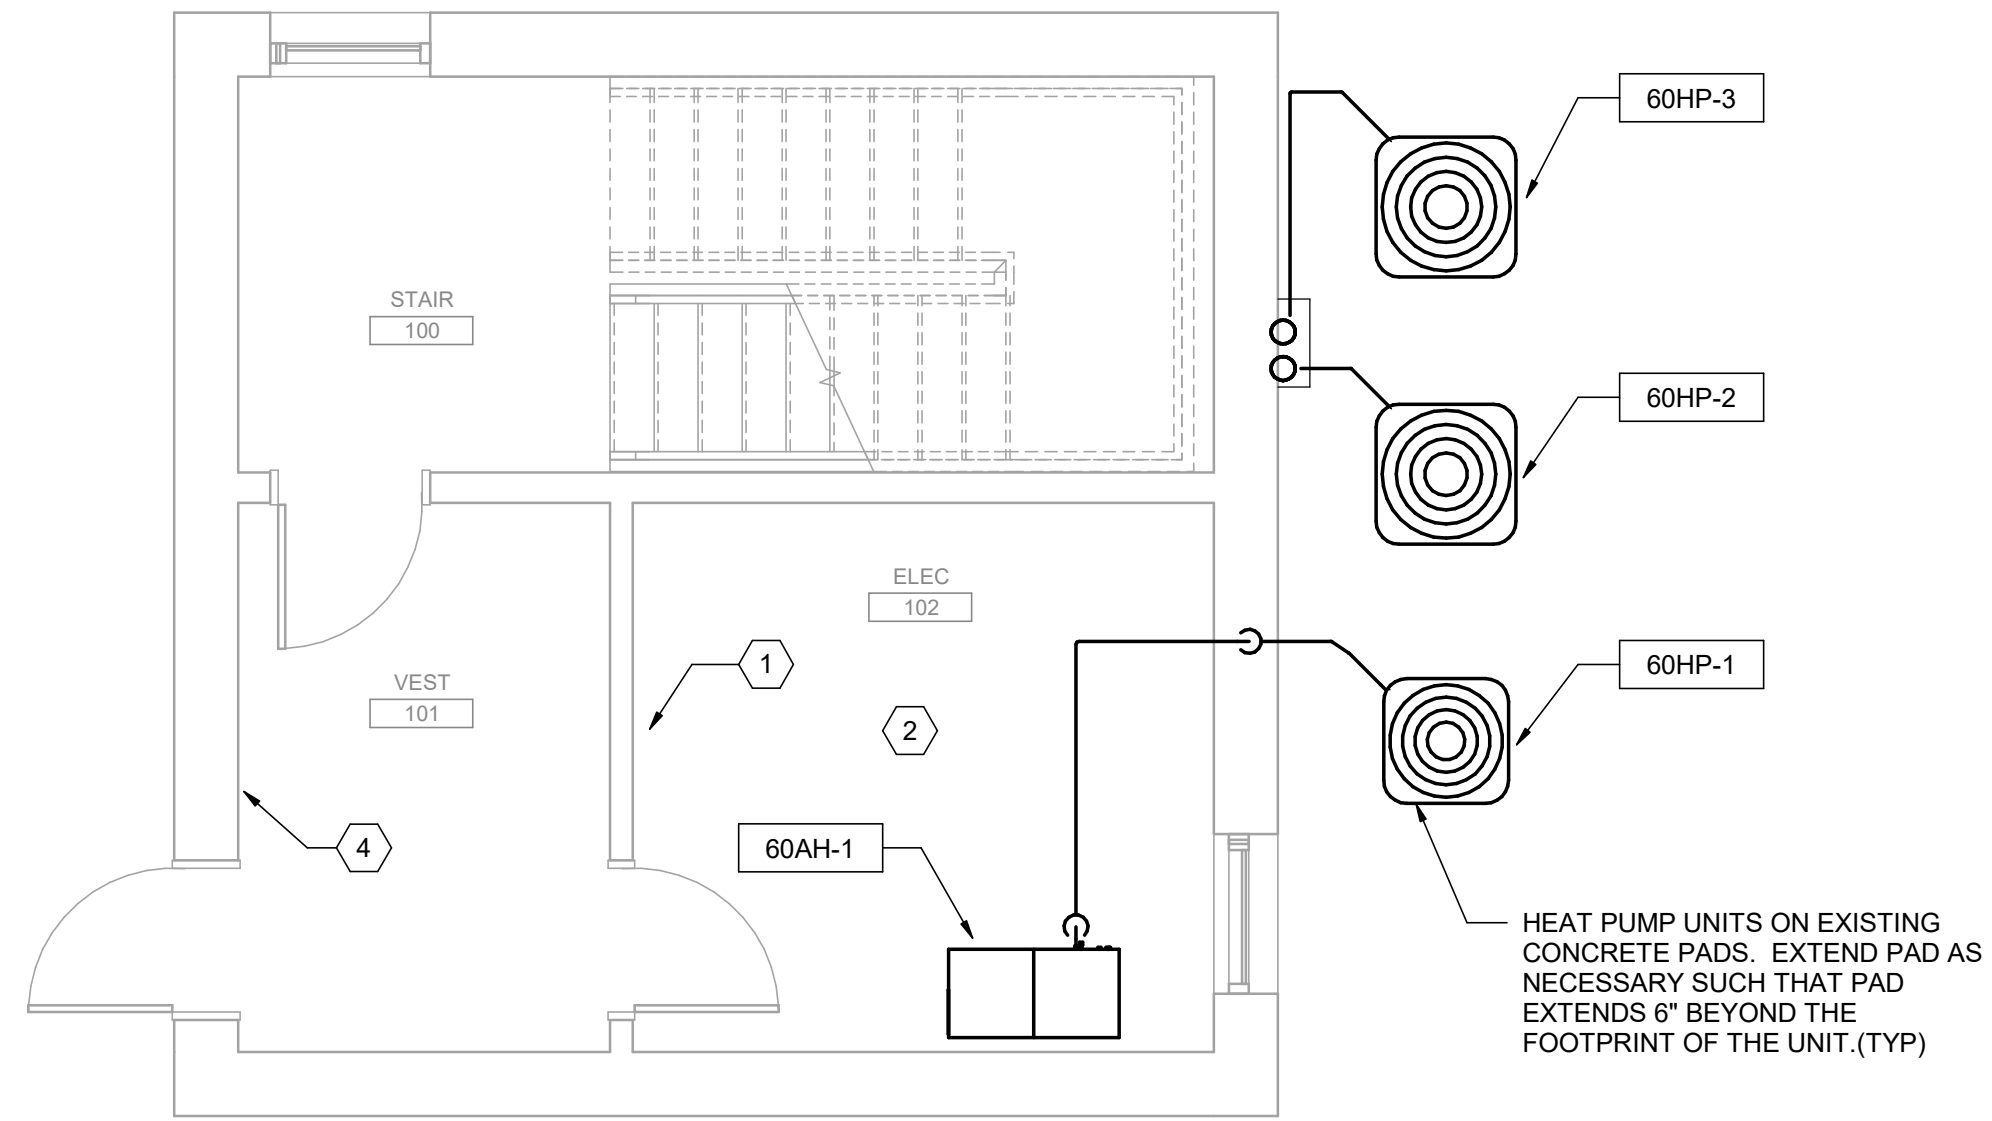 60HP-3
STAIR
100
60HP-2
ELEC
102
60HP-1
1
VEST
101
2
60AH-1
4
HEAT PUMP UNITS ON EXISTING
CONCRETE PADS.  EXTEND PAD AS
NECESSARY SUCH THAT PAD
EXTENDS 6" BEYOND THE
FOOTPRINT OF THE UNIT.(TYP)